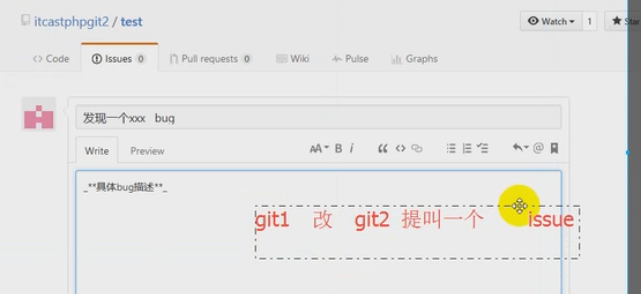 itcastphpgit2 / test
Watch 1 Star
Code Issues 0 Pull requests 0 Wiki Pulse Graphs
发现一个xxx bug
Write Preview AA B i
_**具体bug描述**_
git1 改 git2 提叫一个 issue